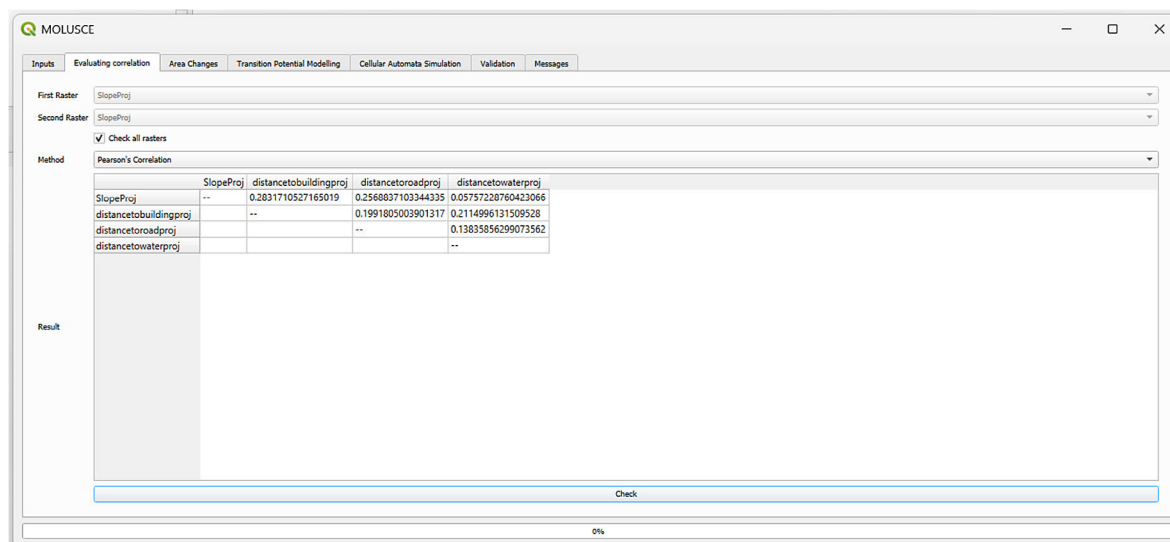 MOLUSCE
Inputs Evaluating correlation Area Changes Transition Potential Modelling Cellular Automata Simulation Validation Messages
First Raster SlopeProj
Second Raster SlopeProj
Check all rasters
Method Pearson's Correlation
SlopeProj distancetobuildingproj distancetoroadproj distancetowaterproj
SlopeProj -- 0.2831710527165019 0.2568837103344335 0.05757228760423066
distancetobuildingproj -- 0.1991805003901317 0.2114996131509528
distancetoroadproj -- 0.13835856299073562
distancetowaterproj --
Result
Check
0%